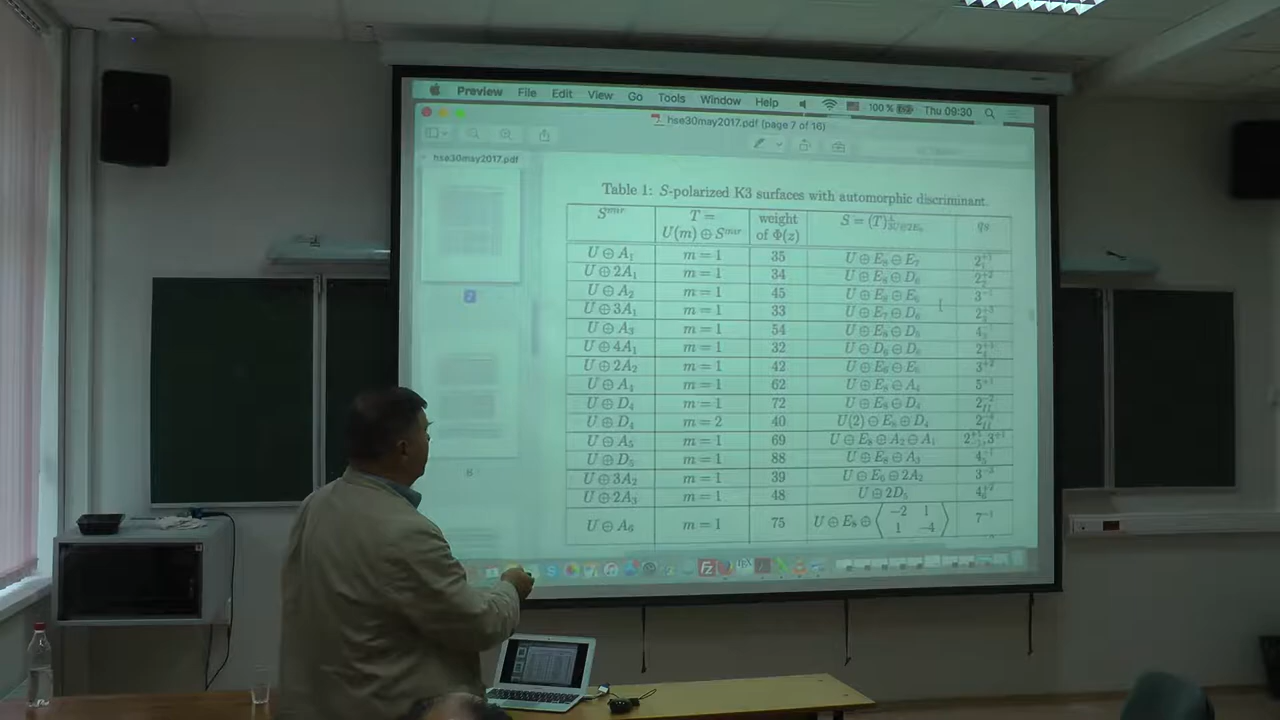 Preview File Edit View Go Tools Window Help 100 % Thu 09:30
hse30may2017.pdf (page 7 of 16)
hse30may2017.pdf
Table 1: S-polarized K3 surfaces with automorphic discriminant.
S^{mir} T = U(m) ⊕ S^{mir} weight of Φ(z) q_S
U ⊕ A₁ m = 1 35 U ⊕ E₈ ⊕ E₇
U ⊕ 2A₁ m = 1 34 U ⊕ E₈ ⊕ D₆
U ⊕ A₂ m = 1 45 U ⊕ E₈ ⊕ E₆
U ⊕ 3A₁ m = 1 33 U ⊕ E₇ ⊕ D₆
U ⊕ A₃ m = 1 54 U ⊕ E₈ ⊕ D₅
U ⊕ 4A₁ m = 1 32 U ⊕ D₆ ⊕ D₆
U ⊕ 2A₂ m = 1 42 U ⊕ E₆ ⊕ E₆
U ⊕ A₄ m = 1 62 U ⊕ E₈ ⊕ A₄
U ⊕ D₄ m = 1 72 U ⊕ E₈ ⊕ D₄
U ⊕ D₄ m = 2 40 U(2) ⊕ E₈ ⊕ D₄
U ⊕ A₅ m = 1 69 U ⊕ E₈ ⊕ A₂ ⊕ A₁
U ⊕ D₅ m = 1 88 U ⊕ E₈ ⊕ A₃
U ⊕ 3A₂ m = 1 39 U ⊕ E₆ ⊕ 2A₂
U ⊕ 2A₃ m = 1 48 U ⊕ 2D₅
U ⊕ A₆ m = 1 75 U ⊕ E₈ ⊕ ⟨ −2 1
1 −4 ⟩ 7⁻¹